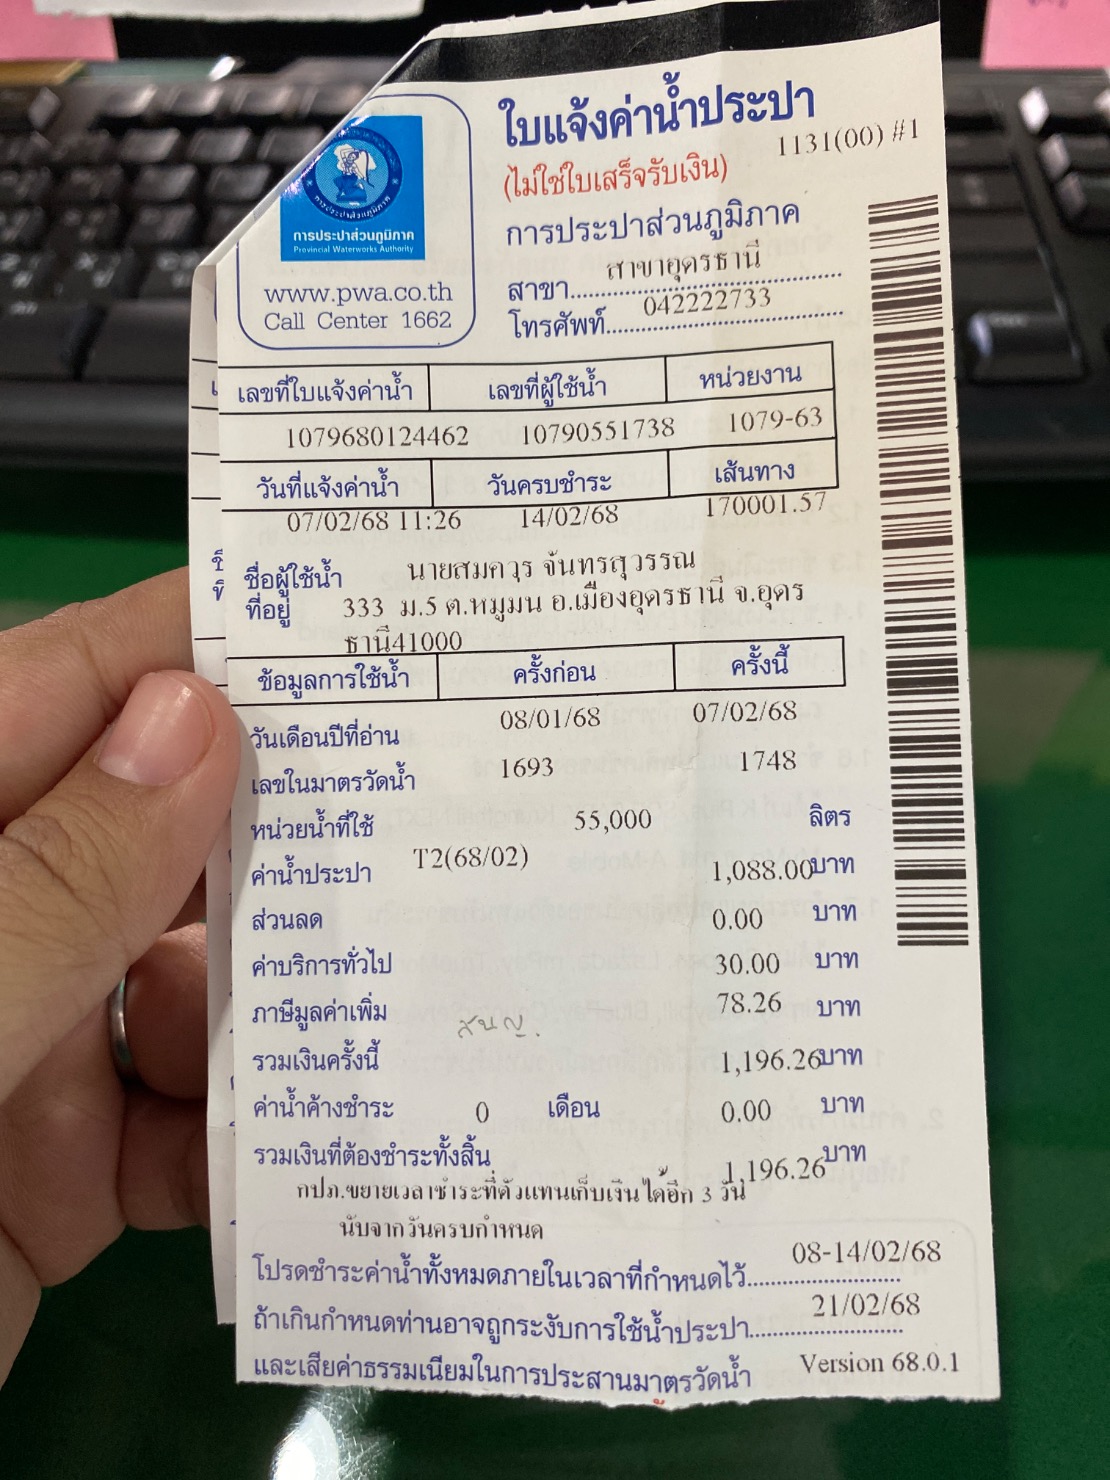 ใบแจ้งค่าน้ำประปา
1131(00) #1
(ไม่ใช่ใบเสร็จรับเงิน)
การประปาส่วนภูมิภาค
การประปาส่วนภูมิภาค
Provincial Waterworks Authority
www.pwa.co.th
Call Center 1662
การประปาส่วนภูมิภาค
สาขา สาขาอุดรธานี
โทรศัพท์ 042222733
เลขที่ใบแจ้งค่าน้ำ เลขที่ผู้ใช้น้ำ หน่วยงาน
1079680124462 10790551738 1079-63
วันที่แจ้งค่าน้ำ วันครบชำระ เส้นทาง
07/02/68 11:26 14/02/68 170001.57
ชื่อผู้ใช้น้ำ นายสมควร จันทรสุวรรณ
ที่อยู่ 333 ม.5 ต.หมูมน อ.เมืองอุดรธานี จ.อุดร
ธานี41000
ข้อมูลการใช้น้ำ ครั้งก่อน ครั้งนี้
วันเดือนปีที่อ่าน 08/01/68 07/02/68
เลขในมาตรวัดน้ำ 1693 1748
หน่วยน้ำที่ใช้ 55,000 ลิตร
ค่าน้ำประปา T2(68/02) 1,088.00 บาท
ส่วนลด 0.00 บาท
ค่าบริการทั่วไป 30.00 บาท
ภาษีมูลค่าเพิ่ม 78.26 บาท
รวมเงินครั้งนี้ 1,196.26 บาท
ค่าน้ำค้างชำระ 0 เดือน 0.00 บาท
รวมเงินที่ต้องชำระทั้งสิ้น 1,196.26 บาท
กปภ.ขยายเวลาชำระที่ตัวแทนเก็บเงินได้อีก 3 วัน
นับจากวันครบกำหนด
โปรดชำระค่าน้ำทั้งหมดภายในเวลาที่กำหนดไว้ 08-14/02/68
ถ้าเกินกำหนดท่านอาจถูกระงับการใช้น้ำประปา 21/02/68
และเสียค่าธรรมเนียมในการประสานมาตรวัดน้ำ Version 68.0.1